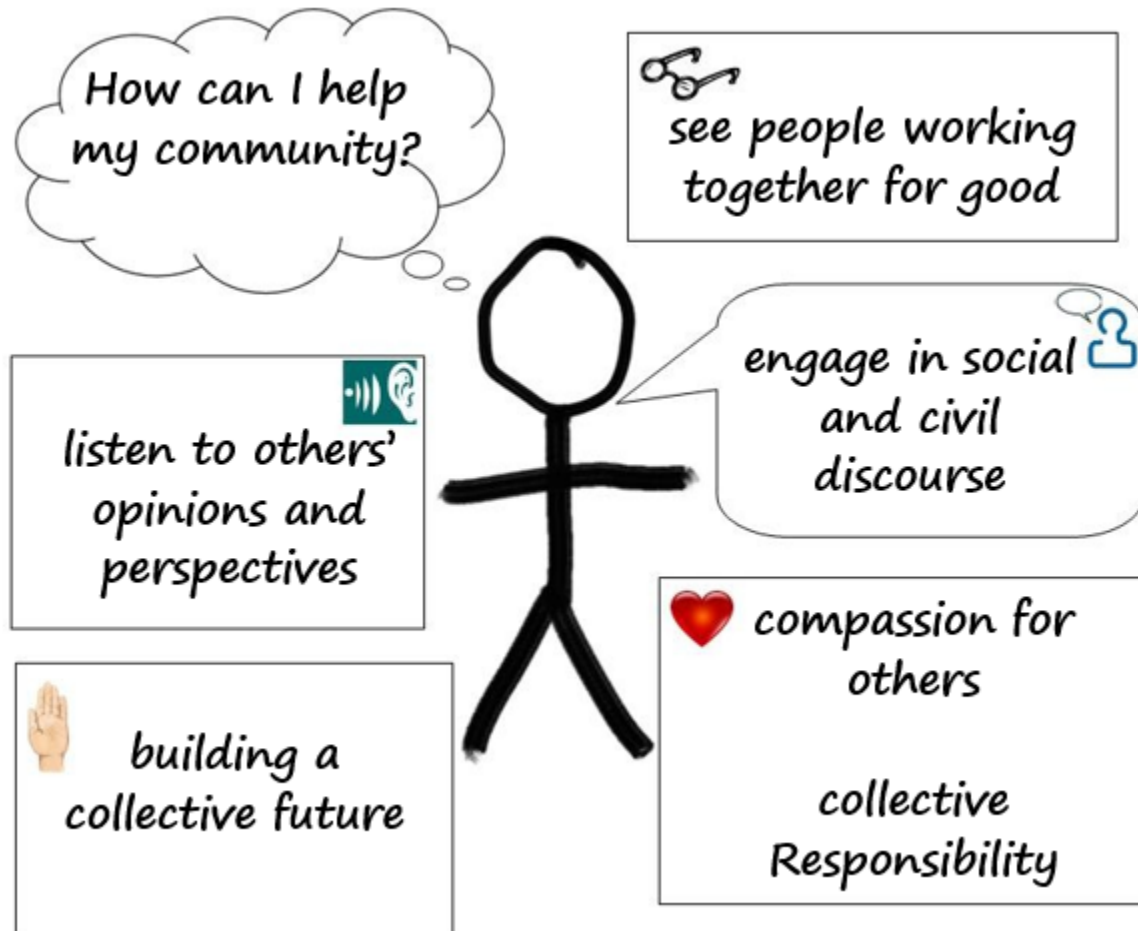 How can I help
my community?
see people working
together for good
engage in social
and civil
discourse
listen to others'
opinions and
perspectives
compassion for
others
collective
Responsibility
building a
collective future